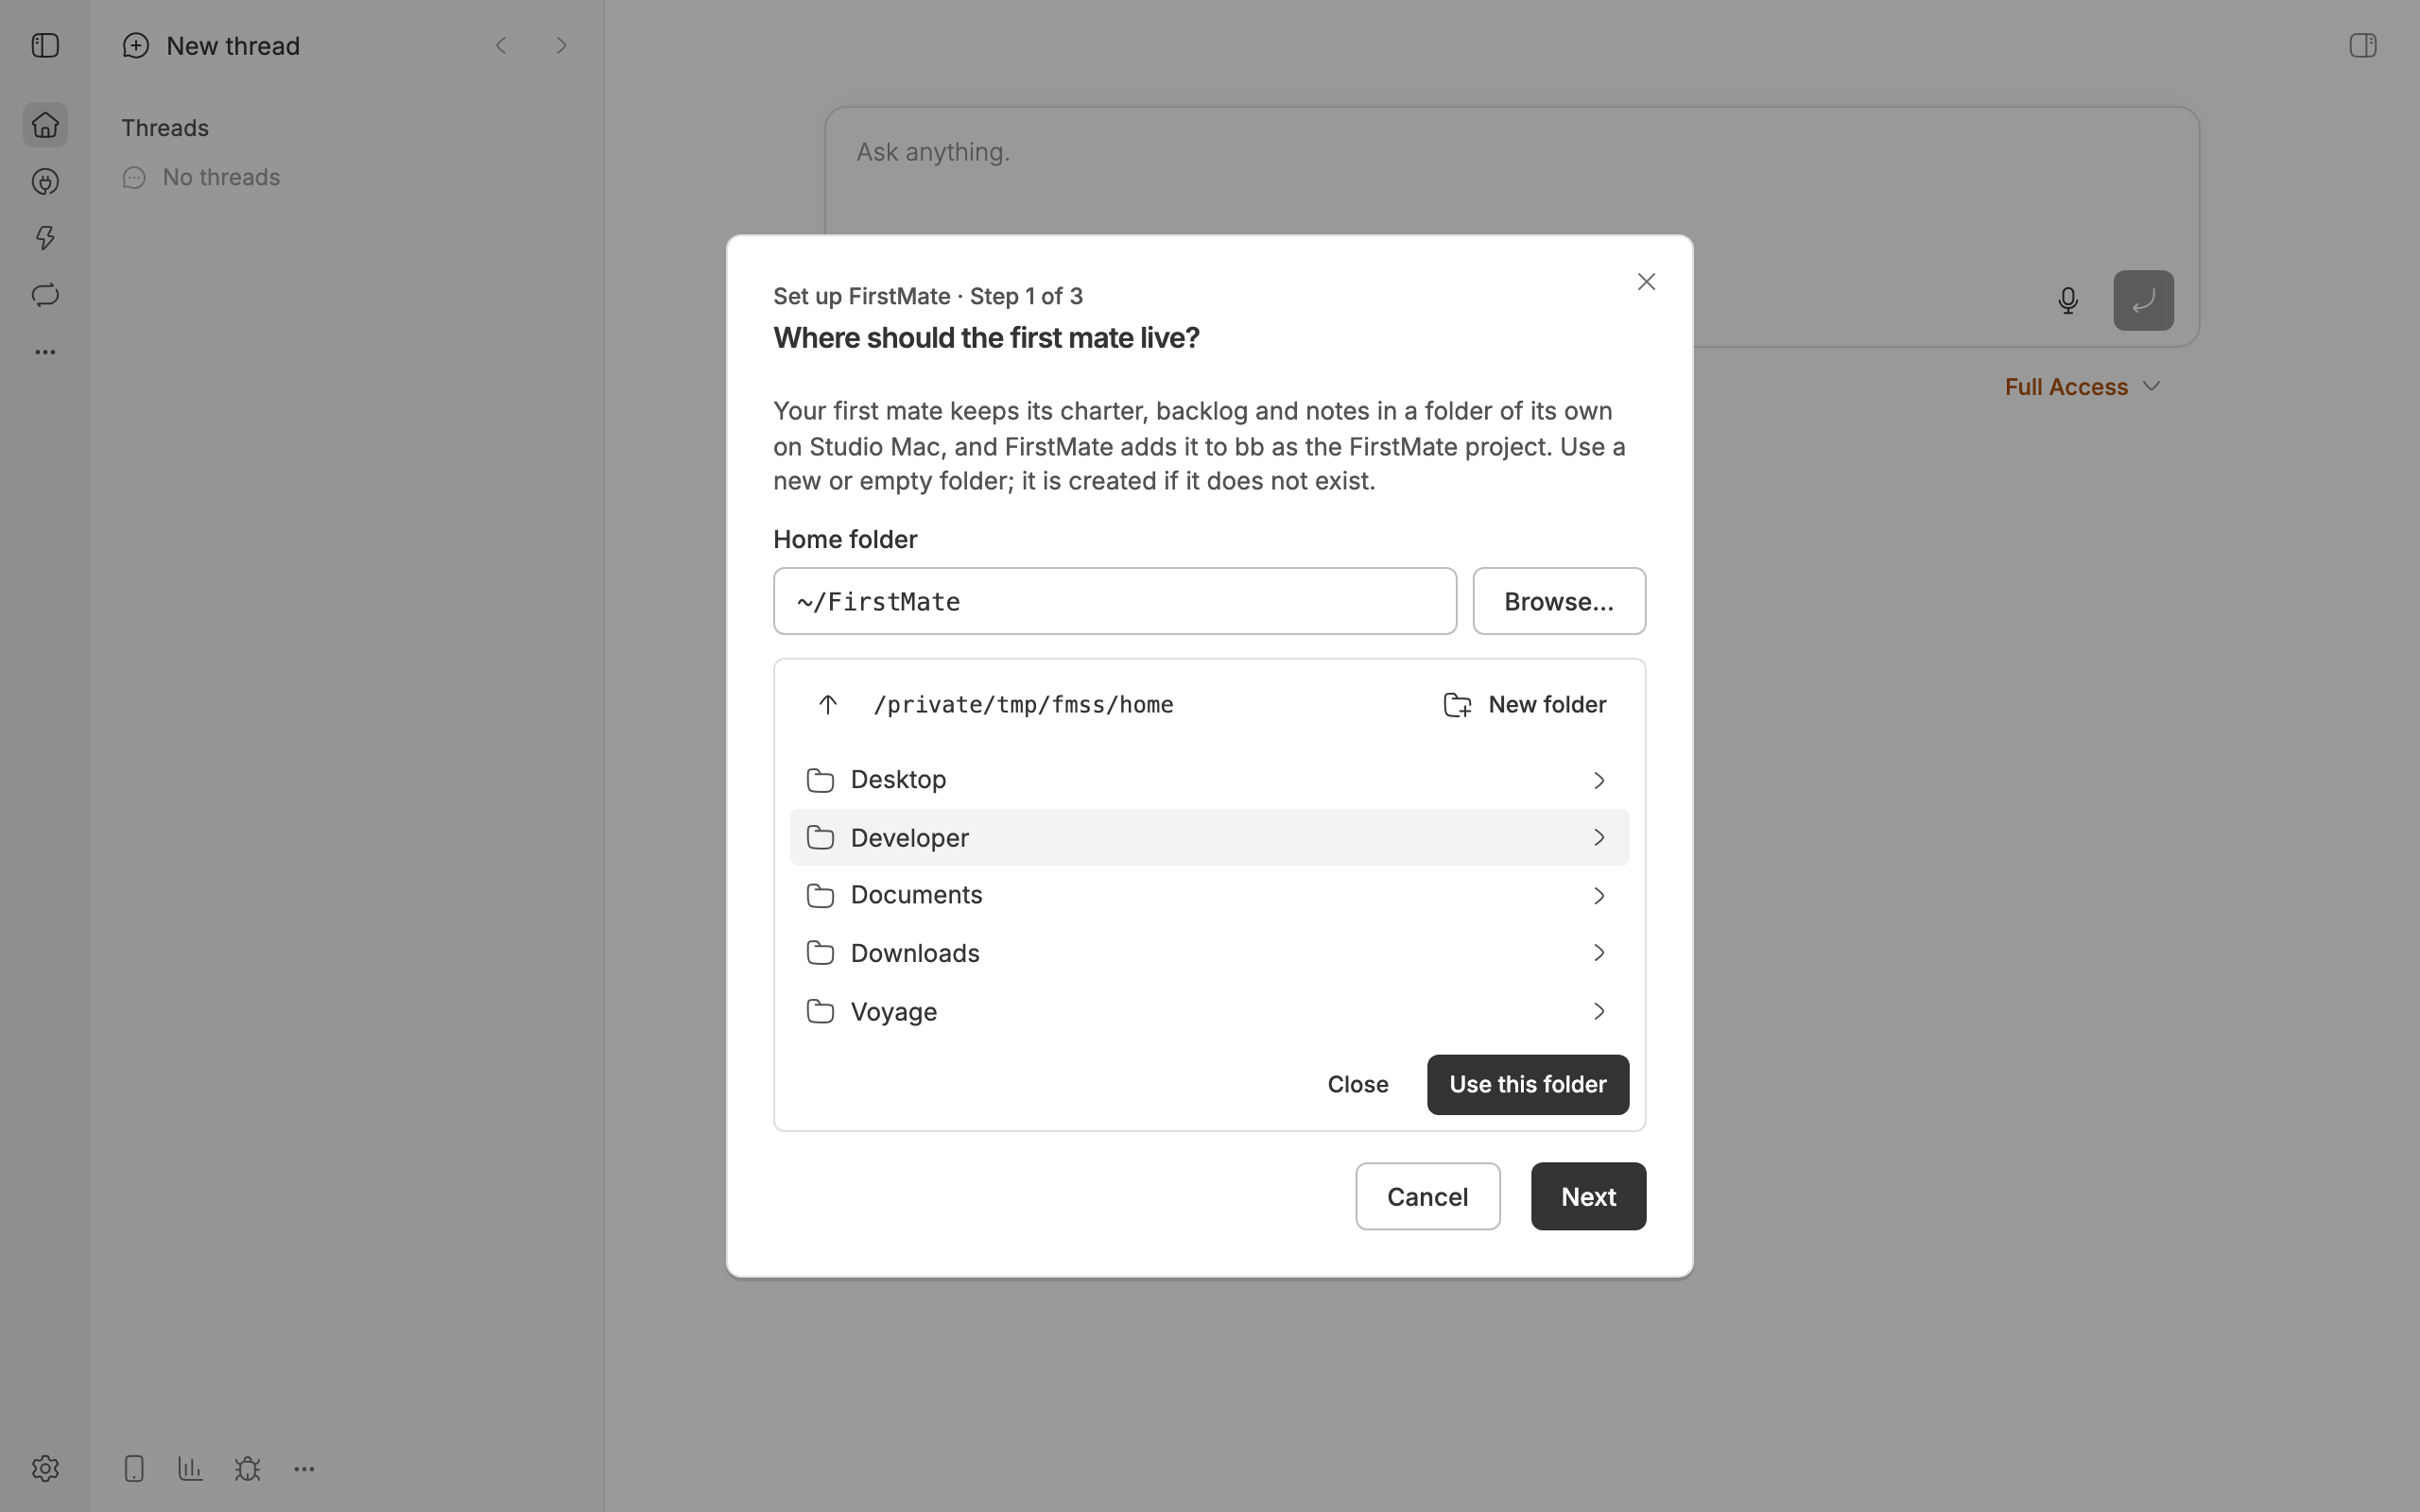 New thread
Threads
No threads
Ask anything.
Full Access
Set up FirstMate · Step 1 of 3
Where should the first mate live?
Your first mate keeps its charter, backlog and notes in a folder of its own
on Studio Mac, and FirstMate adds it to bb as the FirstMate project. Use a
new or empty folder; it is created if it does not exist.
Home folder
~/FirstMate
Browse...
/private/tmp/fmss/home
New folder
Desktop
Developer
Documents
Downloads
Voyage
Close
Use this folder
Cancel
Next